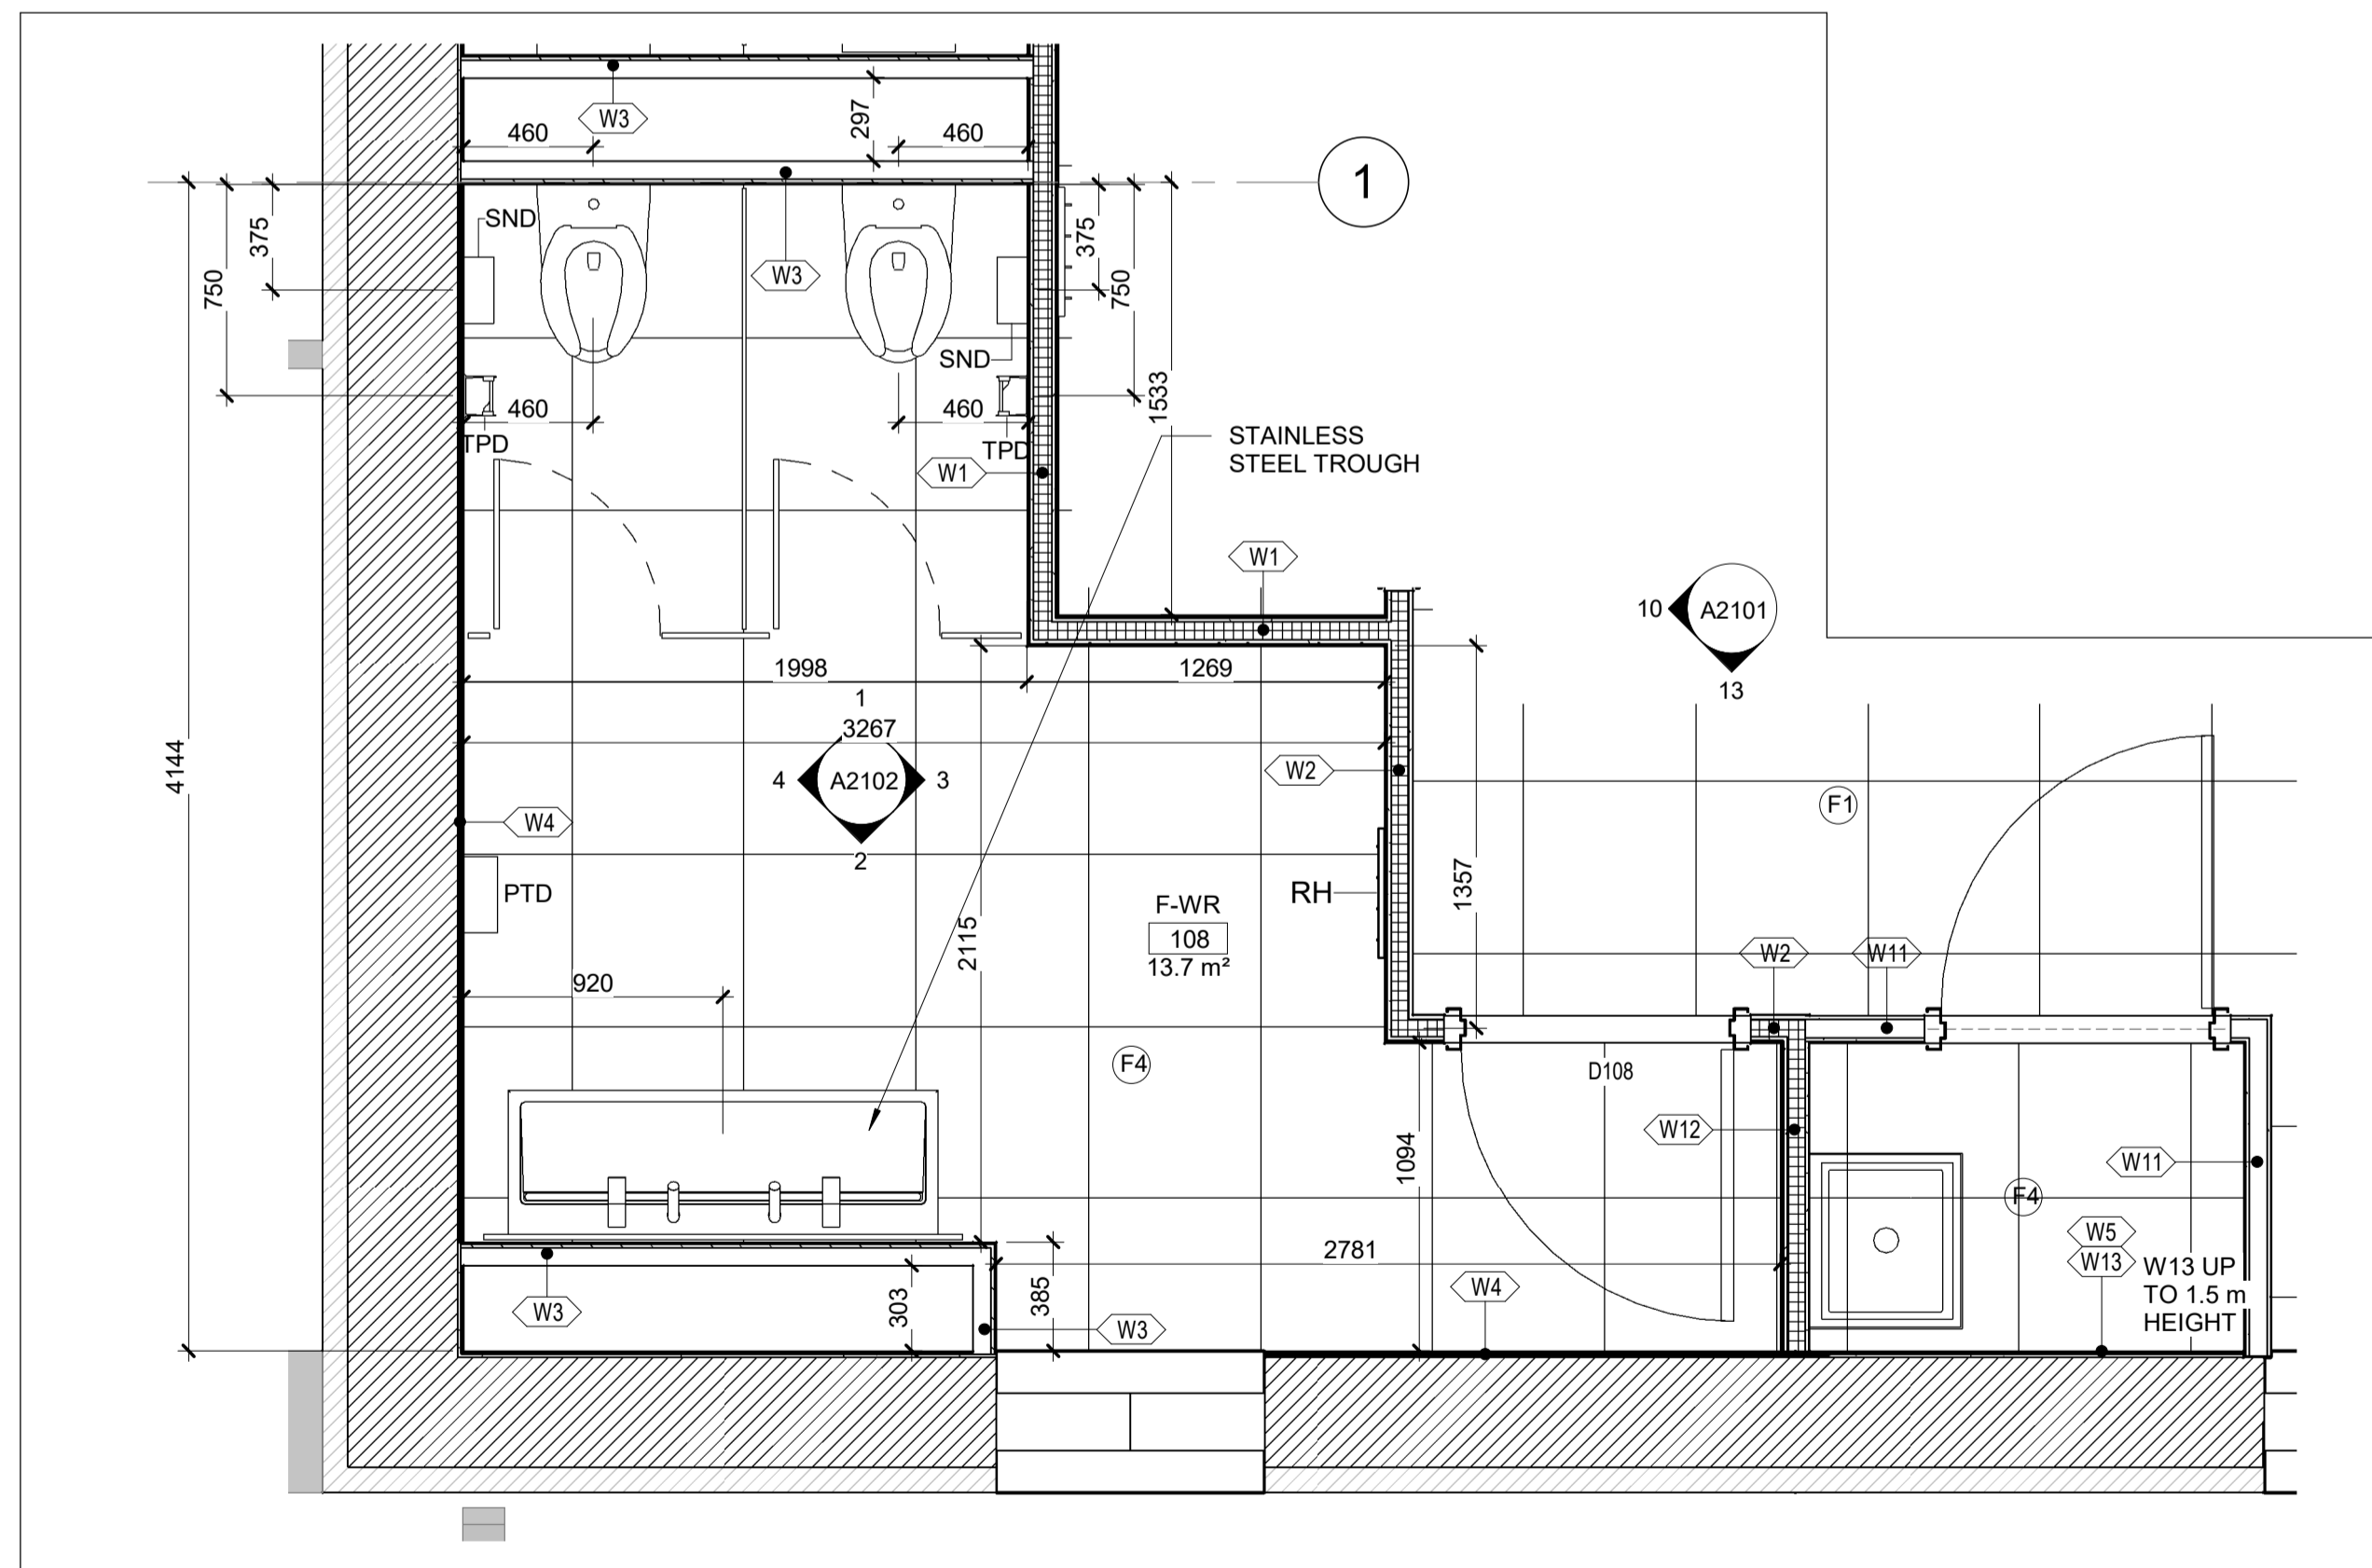 W3
297
460
460
1
375
750
SND
W3
375
750
SND
1533
460
460
TPD
TPD
W1
STAINLESS
STEEL TROUGH
W1
10
A2101
13
1998
1269
1
3267
4
A2102
3
2
4144
W2
F1
W4
PTD
RH
1357
F-WR
108
13.7 m²
2115
920
W2
W11
F4
D108
W12
1094
W11
F4
W5
W13
W13 UP
TO 1.5 m
HEIGHT
2781
W4
W3
303
385
W3